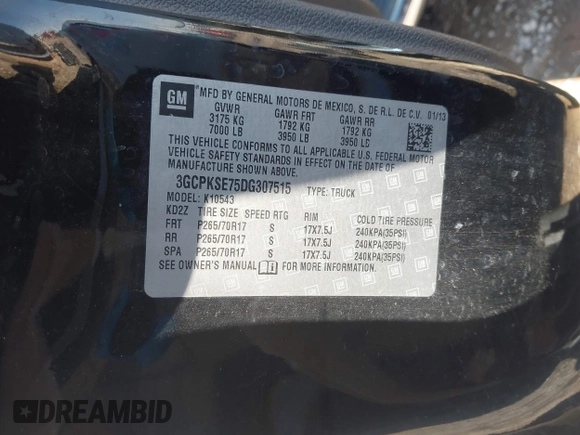 GM
MFD BY GENERAL MOTORS DE MEXICO, S. DE R.L. DE C.V. 01/13
GVWR GAWR FRT GAWR RR
3175 KG 1792 KG 1792 KG
7000 LB 3950 LB 3950 LB
THIS VEHICLE CONFORMS TO ALL APPLICABLE U.S. FEDERAL MOTOR
VEHICLE SAFETY STANDARDS IN EFFECT ON THE DATE OF
MANUFACTURE SHOWN ABOVE.
3GCPKSE75DG307515 TYPE: TRUCK
MODEL: K10543
KD2Z TIRE SIZE SPEED RTG RIM COLD TIRE PRESSURE
FRT P265/70R17 S 17X7.5J 240KPA(35PSI)
RR P265/70R17 S 17X7.5J 240KPA(35PSI)
SPA P265/70R17 S 17X7.5J 240KPA(35PSI)
SEE OWNER'S MANUAL FOR MORE INFORMATION.
DREAMBID